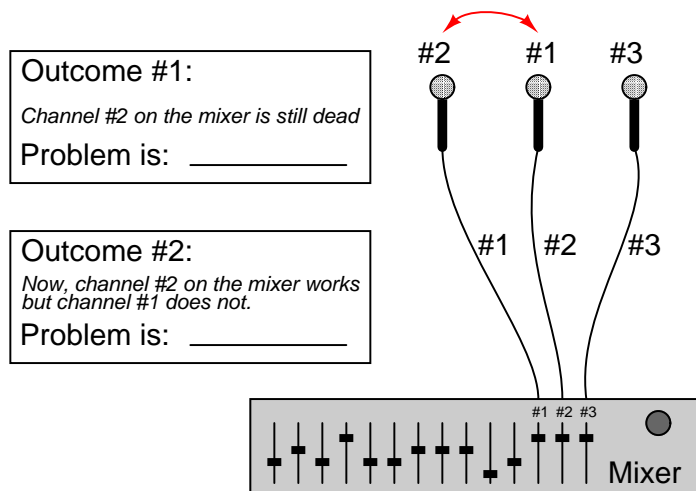 #2 #1 #3
Outcome #1:
Channel #2 on the mixer is still dead
Problem is:
#1 #2 #3
Outcome #2:
Now, channel #2 on the mixer works
but channel #1 does not.
Problem is:
#1 #2 #3
Mixer